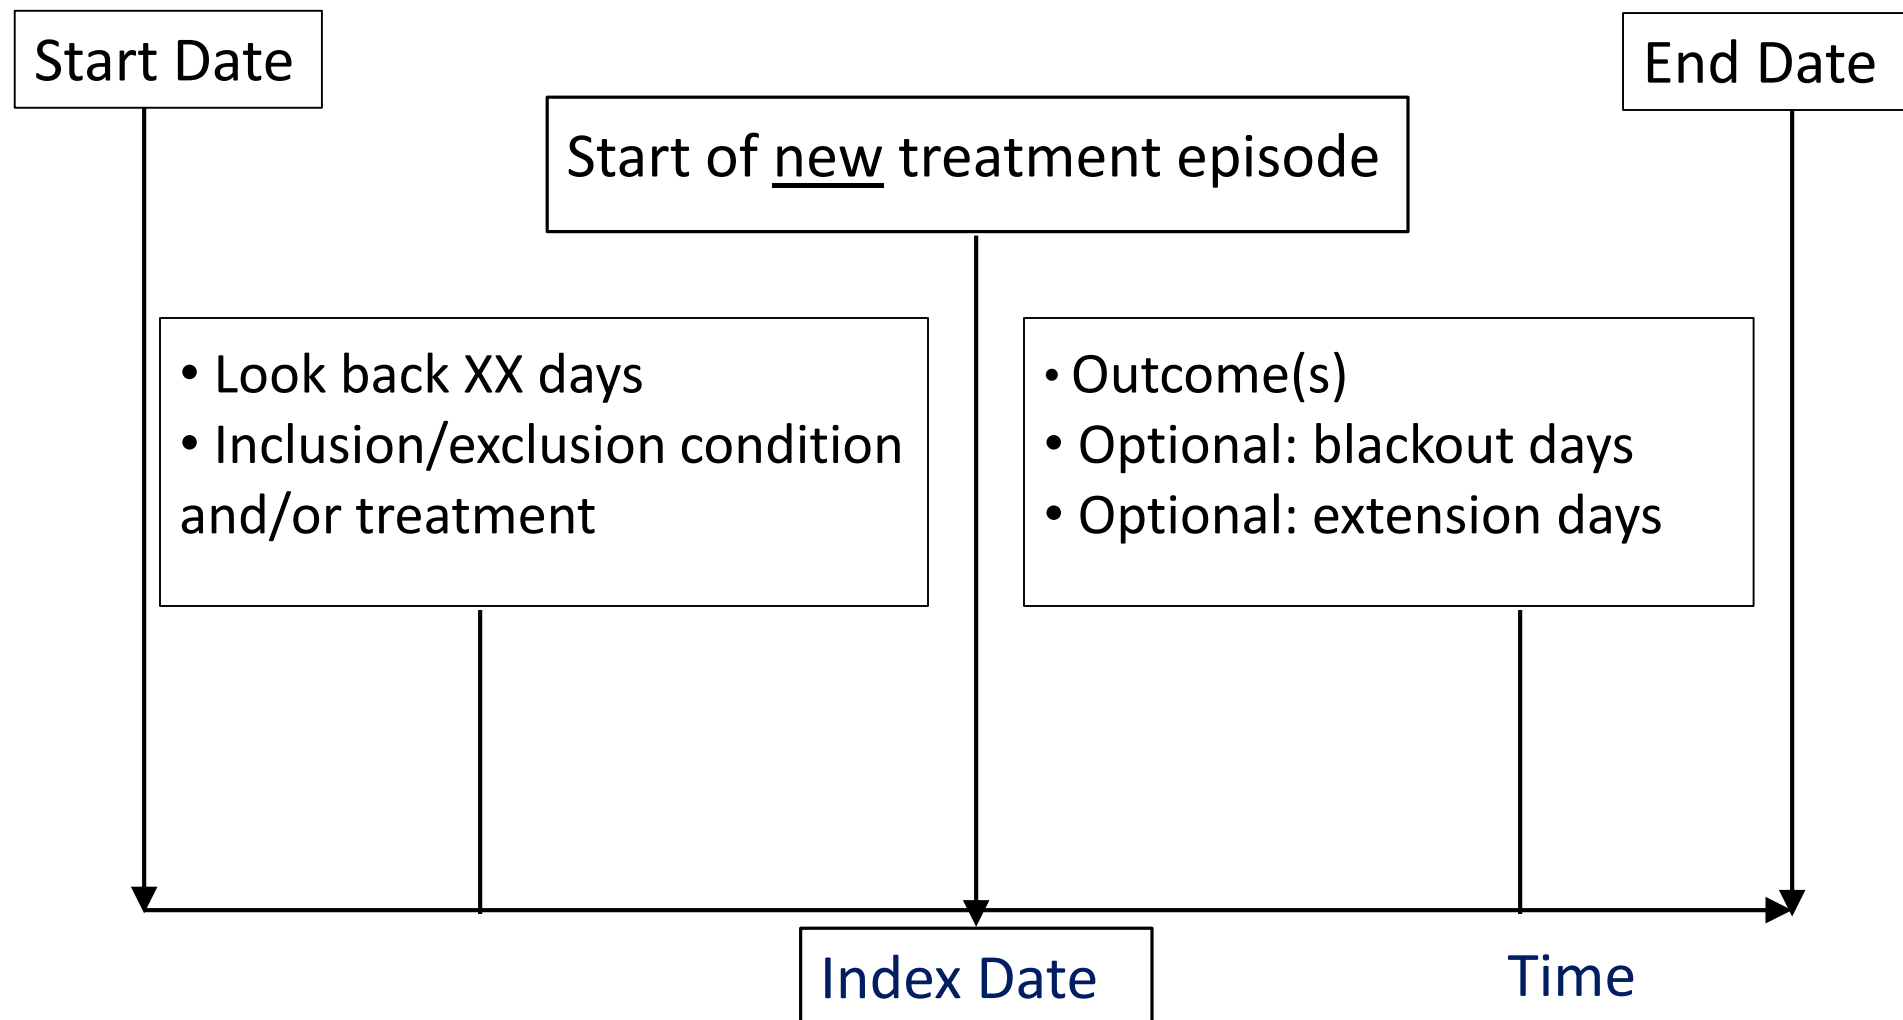 Start Date
End Date
Start of new treatment episode
• Look back XX days
• Inclusion/exclusion condition
and/or treatment
• Outcome(s)
• Optional: blackout days
• Optional: extension days
Index Date
Time